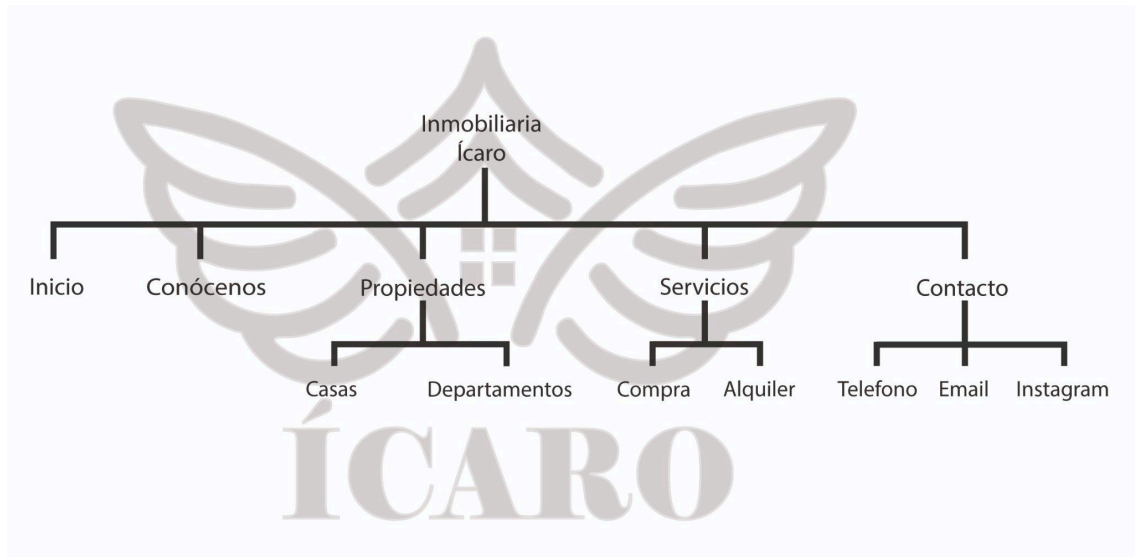 Inmobiliaria
Ícaro
Inicio
Conócenos
Propiedades
Servicios
Contacto
Casas
Departamentos
Compra
Alquiler
Telefono
Email
Instagram
ÍCARO